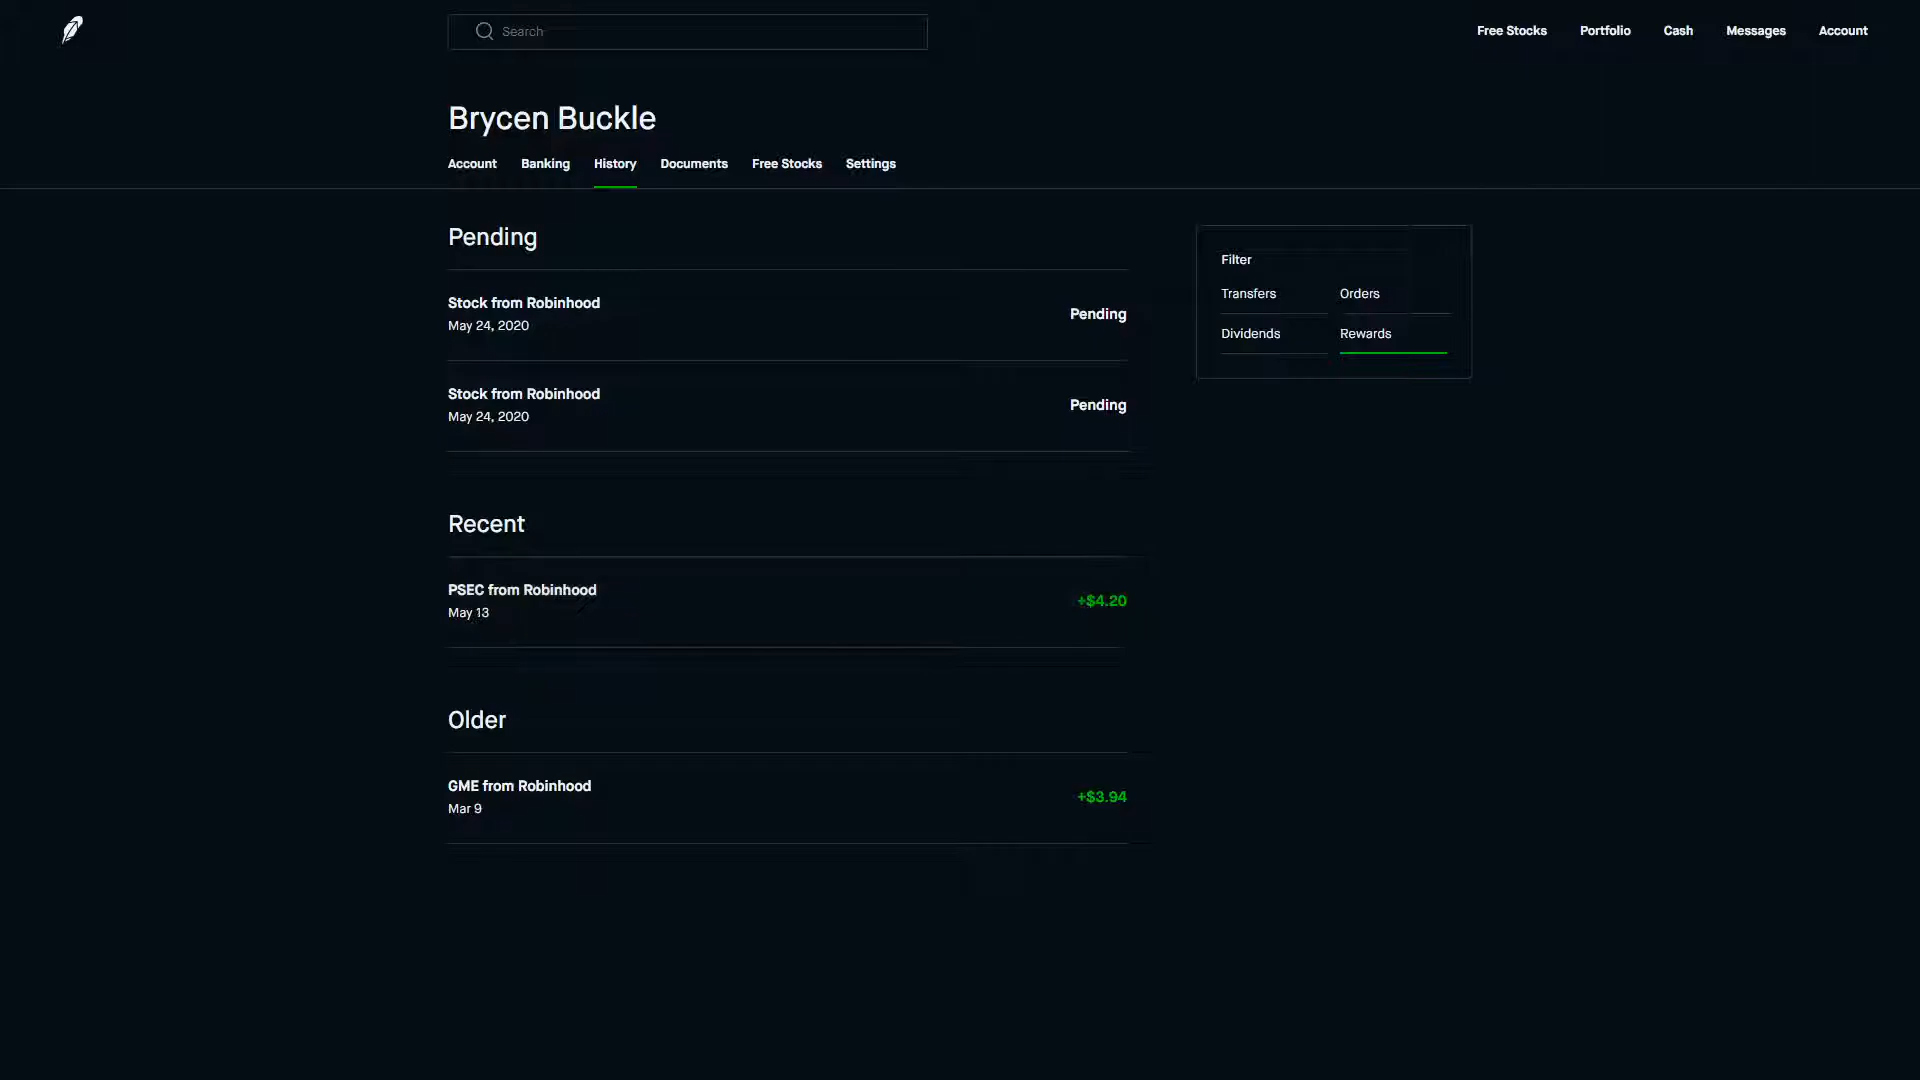 Search
Free Stocks Portfolio Cash Messages Account
Brycen Buckle
Account Banking History Documents Free Stocks Settings
Pending
Stock from Robinhood
May 24, 2020
Pending
Stock from Robinhood
May 24, 2020
Pending
Recent
PSEC from Robinhood
May 13
+$4.20
Older
GME from Robinhood
Mar 9
+$3.94
Filter
Transfers Orders
Dividends Rewards